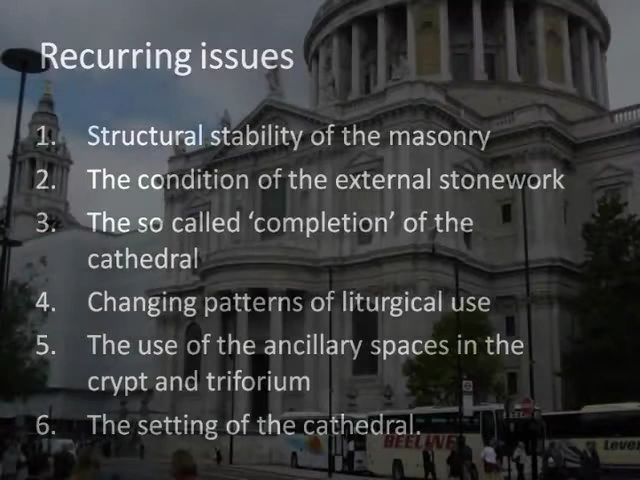 Recurring issues
1. Structural stability of the masonry
2. The condition of the external stonework
3. The so called ‘completion’ of the
cathedral
4. Changing patterns of liturgical use
5. The use of the ancillary spaces in the
crypt and triforium
6. The setting of the cathedral.
BEELINE